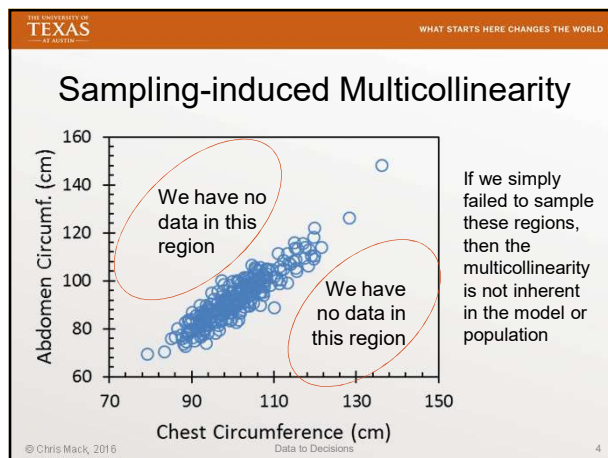 THE UNIVERSITY OF
TEXAS
AT AUSTIN
WHAT STARTS HERE CHANGES THE WORLD
Sampling-induced Multicollinearity
160
140
120
100
80
60
Abdomen Circumf. (cm)
We have no
data in this
region
We have
no data in
this region
70
90
110
130
150
Chest Circumference (cm)
If we simply
failed to sample
these regions,
then the
multicollinearity
is not inherent
in the model or
population
© Chris Mack, 2016
Data to Decisions
4